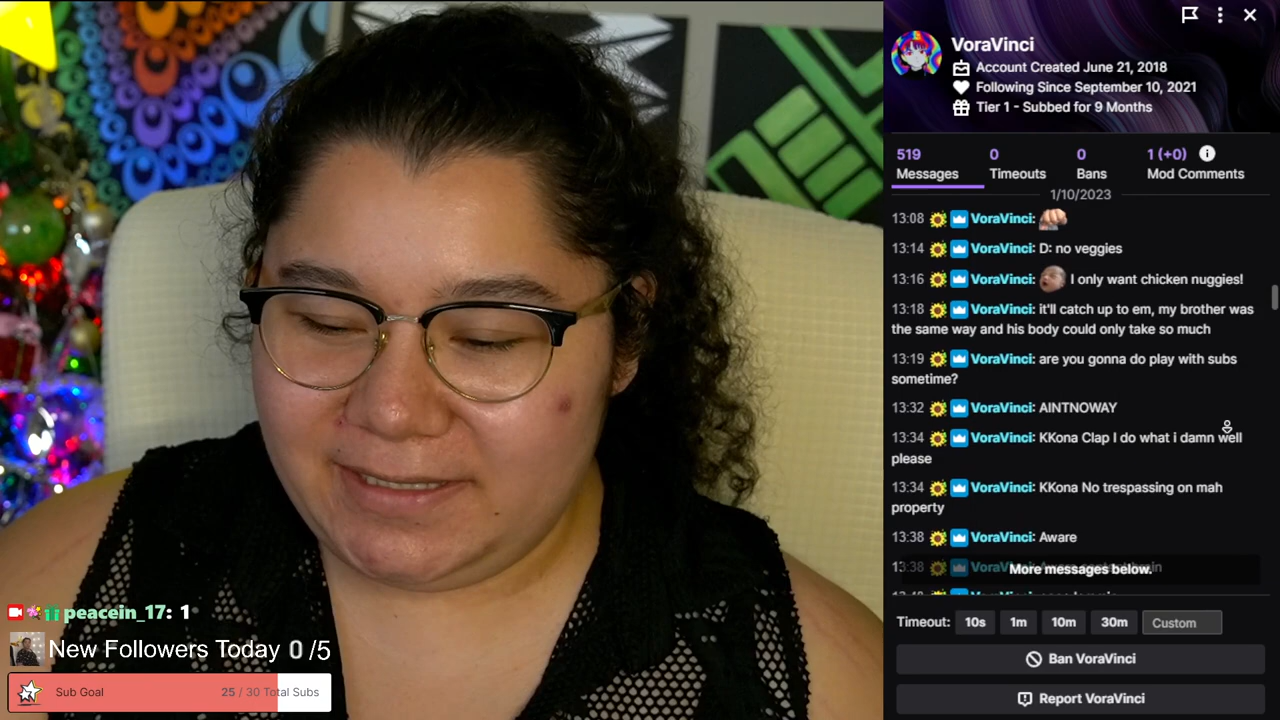 VoraVinci
Account Created June 21, 2018
Following Since September 10, 2021
Tier 1 - Subbed for 9 Months
519
Messages
0
Timeouts
0
Bans
1 (+0)
Mod Comments
1/10/2023
13:08 VoraVinci:
13:14 VoraVinci: D: no veggies
13:16 VoraVinci: I only want chicken nuggies!
13:18 VoraVinci: it'll catch up to em, my brother was
the same way and his body could only take so much
13:19 VoraVinci: are you gonna do play with subs
sometime?
13:32 VoraVinci: AINTNOWAY
13:34 VoraVinci: KKona Clap I do what i damn well
please
13:34 VoraVinci: KKona No trespassing on mah
property
13:38 VoraVinci: Aware
13:38
More messages below.
Timeout: 10s 1m 10m 30m Custom
Ban VoraVinci
Report VoraVinci
peacein_17: 1
New Followers Today 0 /5
Sub Goal 25 / 30 Total Subs